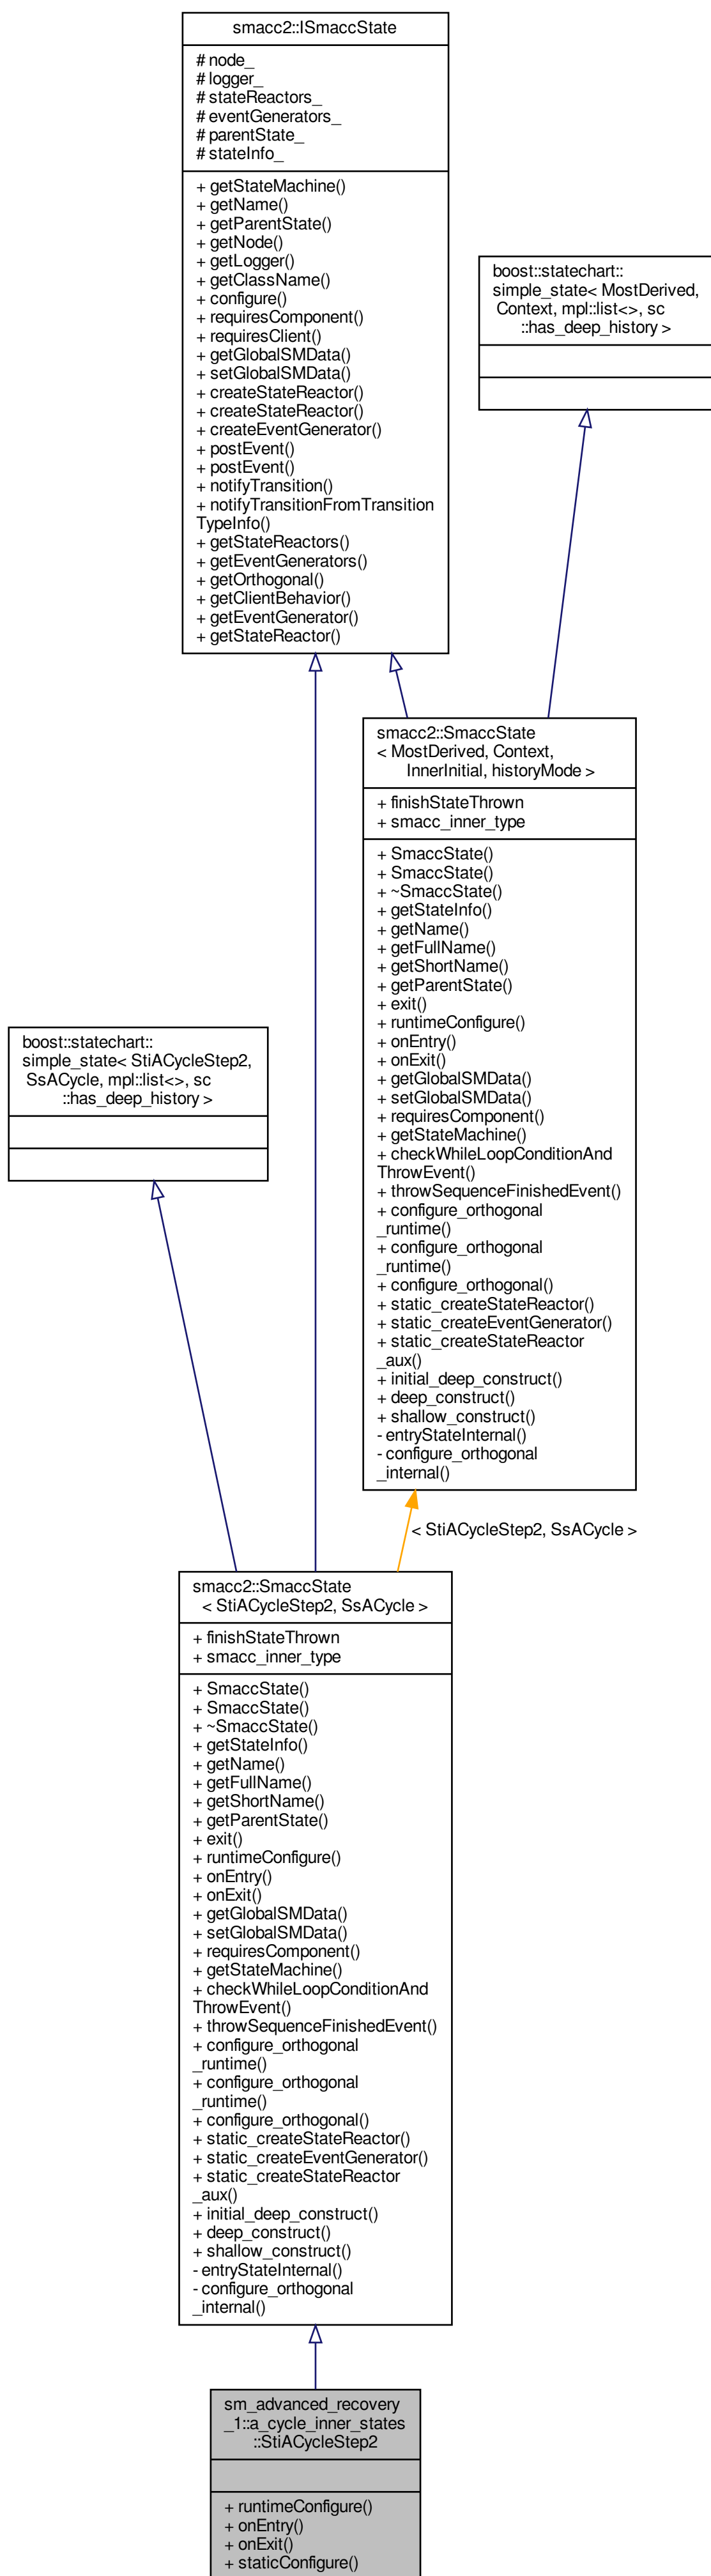 smacc2::ISmaccState
# node_
# logger_
# stateReactors_
# eventGenerators_
# parentState_
# stateInfo_
+ getStateMachine()
+ getName()
+ getParentState()
+ getNode()
+ getLogger()
+ getClassName()
+ configure()
+ requiresComponent()
+ requiresClient()
+ getGlobalSMData()
+ setGlobalSMData()
+ createStateReactor()
+ createStateReactor()
+ createEventGenerator()
+ postEvent()
+ postEvent()
+ notifyTransition()
+ notifyTransitionFromTransition
TypeInfo()
+ getStateReactors()
+ getEventGenerators()
+ getOrthogonal()
+ getClientBehavior()
+ getEventGenerator()
+ getStateReactor()
boost::statechart::
simple_state< MostDerived,
Context, mpl::list<>, sc
::has_deep_history >
smacc2::SmaccState
< MostDerived, Context,
InnerInitial, historyMode >
+ finishStateThrown
+ smacc_inner_type
+ SmaccState()
+ SmaccState()
+ ~SmaccState()
+ getStateInfo()
+ getName()
+ getFullName()
+ getShortName()
+ getParentState()
+ exit()
+ runtimeConfigure()
+ onEntry()
+ onExit()
+ getGlobalSMData()
+ setGlobalSMData()
+ requiresComponent()
+ getStateMachine()
+ checkWhileLoopConditionAnd
ThrowEvent()
+ throwSequenceFinishedEvent()
+ configure_orthogonal
_runtime()
+ configure_orthogonal
_runtime()
+ configure_orthogonal()
+ static_createStateReactor()
+ static_createEventGenerator()
+ static_createStateReactor
_aux()
+ initial_deep_construct()
+ deep_construct()
+ shallow_construct()
- entryStateInternal()
- configure_orthogonal
_internal()
boost::statechart::
simple_state< StiACycleStep2,
SsACycle, mpl::list<>, sc
::has_deep_history >
< StiACycleStep2, SsACycle >
smacc2::SmaccState
< StiACycleStep2, SsACycle >
+ finishStateThrown
+ smacc_inner_type
+ SmaccState()
+ SmaccState()
+ ~SmaccState()
+ getStateInfo()
+ getName()
+ getFullName()
+ getShortName()
+ getParentState()
+ exit()
+ runtimeConfigure()
+ onEntry()
+ onExit()
+ getGlobalSMData()
+ setGlobalSMData()
+ requiresComponent()
+ getStateMachine()
+ checkWhileLoopConditionAnd
ThrowEvent()
+ throwSequenceFinishedEvent()
+ configure_orthogonal
_runtime()
+ configure_orthogonal
_runtime()
+ configure_orthogonal()
+ static_createStateReactor()
+ static_createEventGenerator()
+ static_createStateReactor
_aux()
+ initial_deep_construct()
+ deep_construct()
+ shallow_construct()
- entryStateInternal()
- configure_orthogonal
_internal()
sm_advanced_recovery
_1::a_cycle_inner_states
::StiACycleStep2
+ runtimeConfigure()
+ onEntry()
+ onExit()
+ staticConfigure()